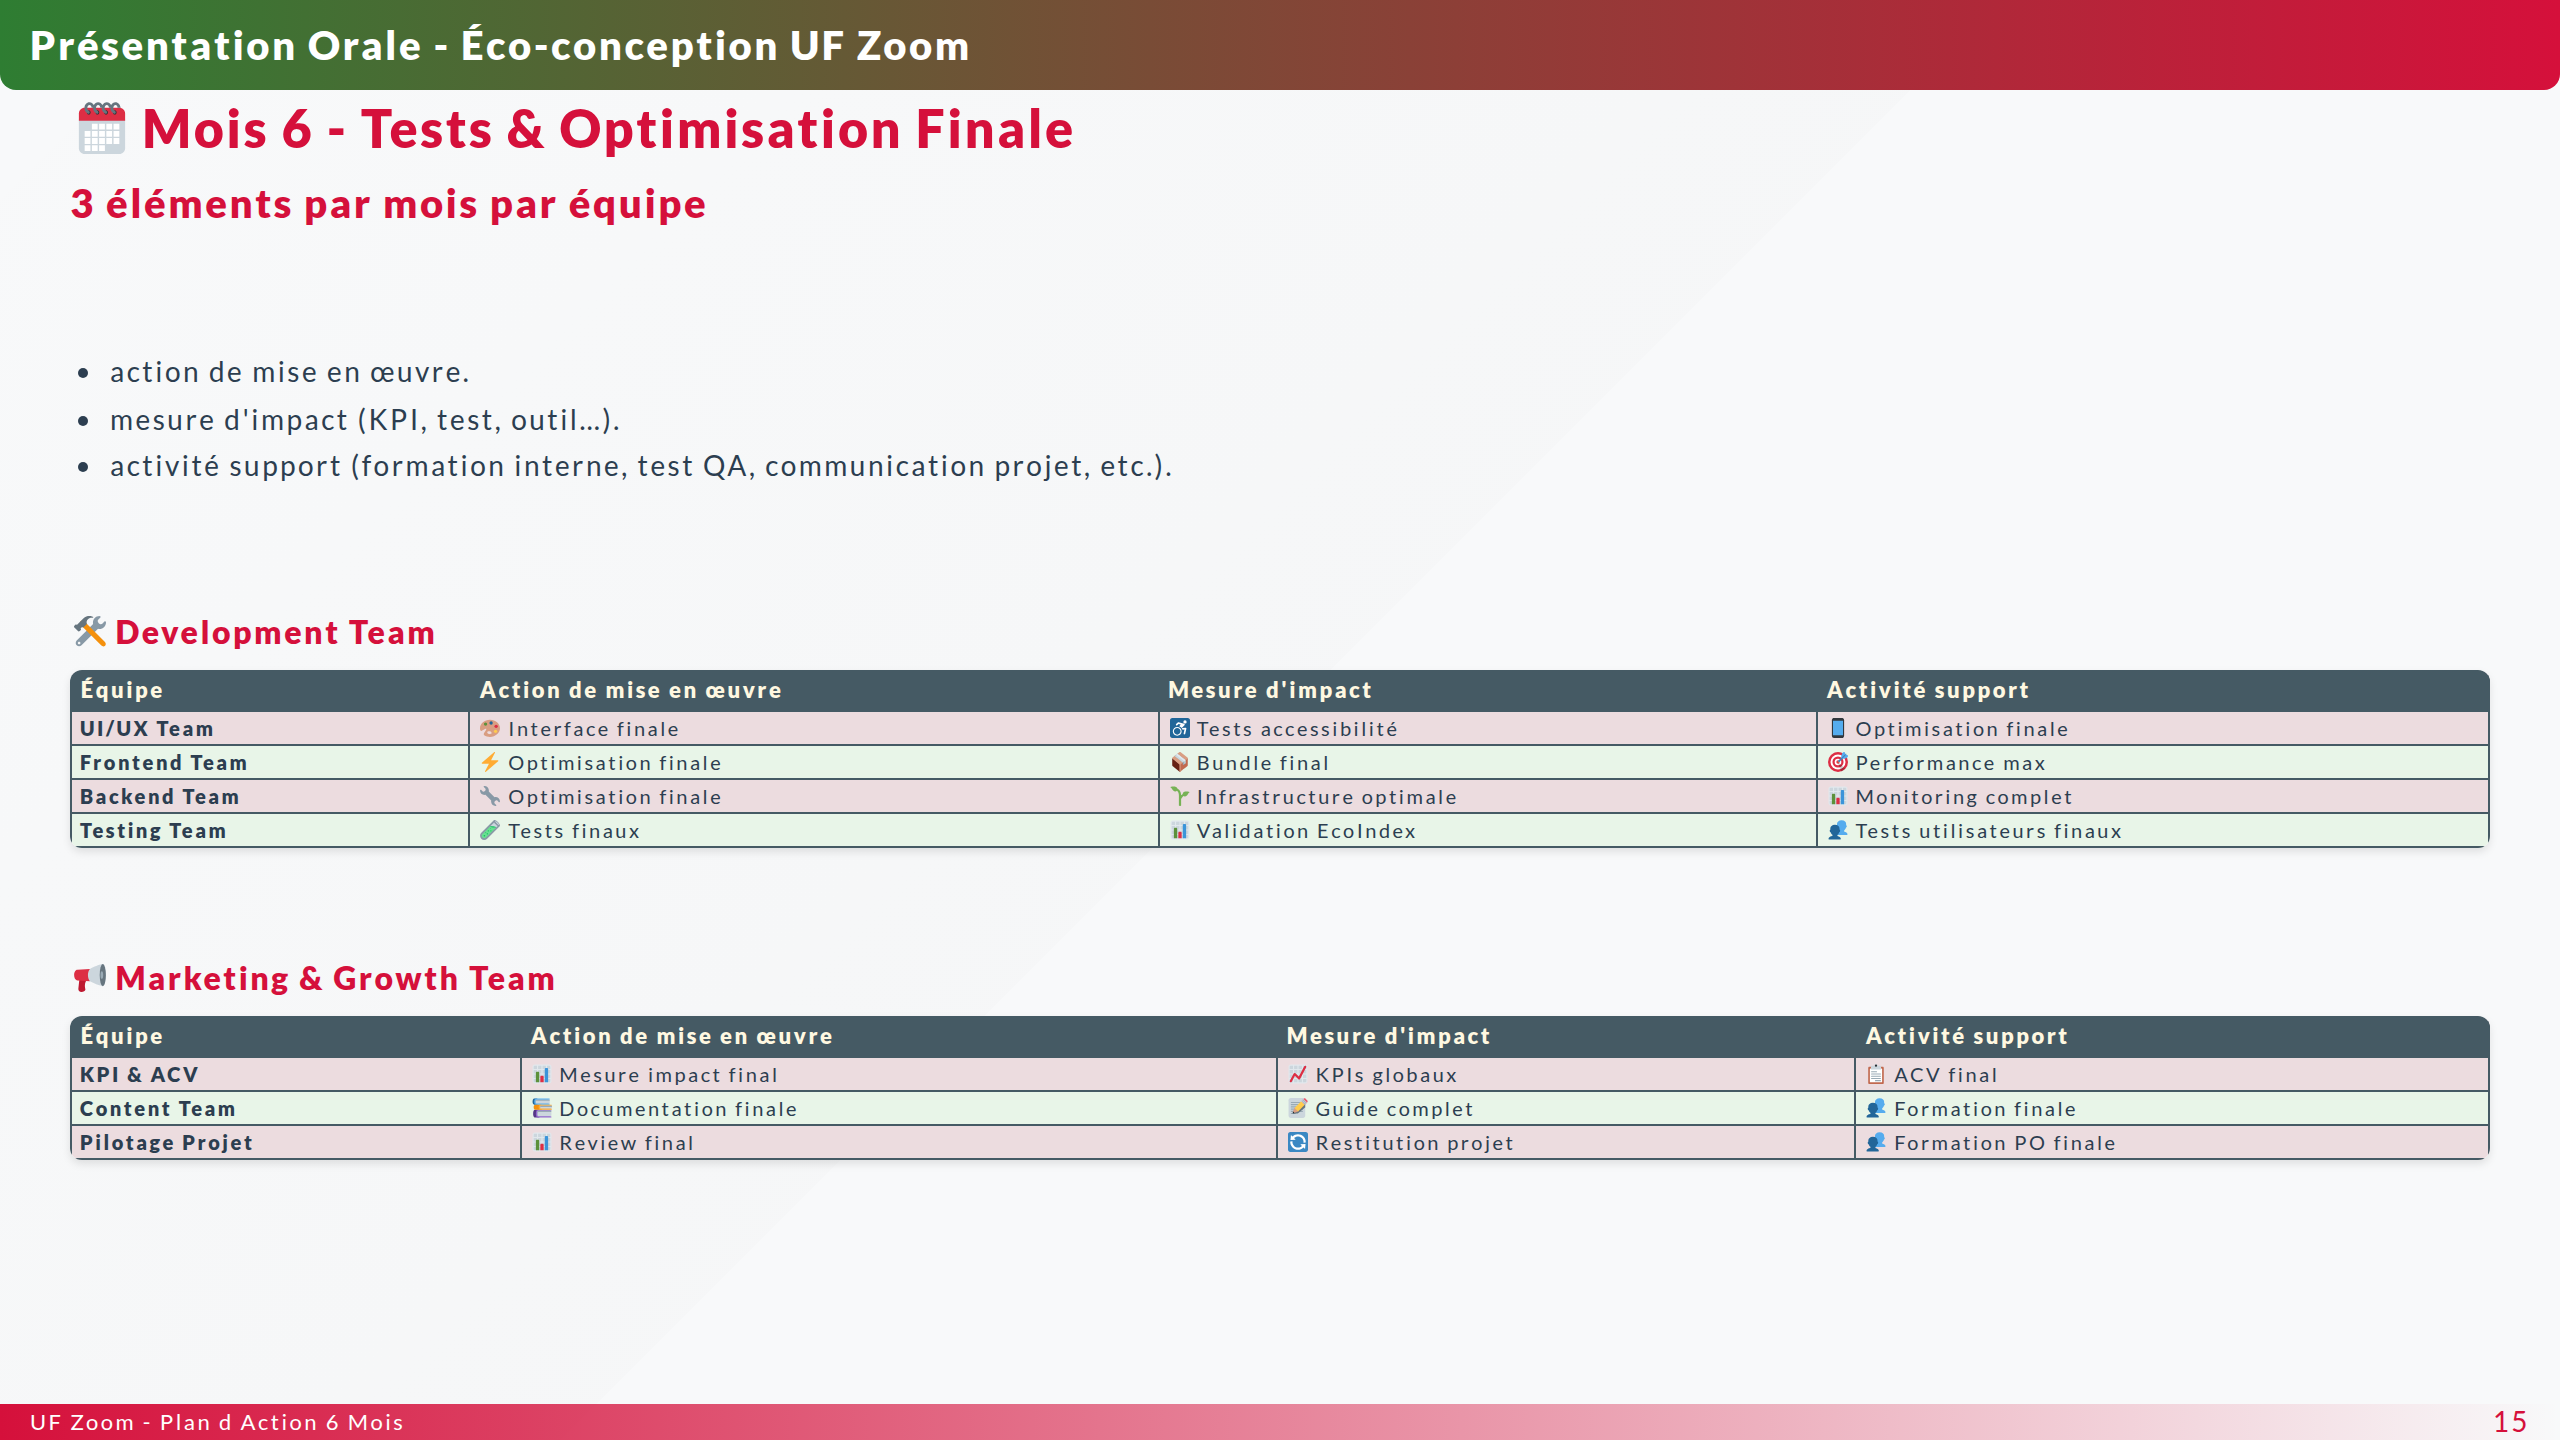 Présentation Orale - Éco-conception UF Zoom
Mois 6 - Tests & Optimisation Finale
3 éléments par mois par équipe
action de mise en œuvre.
mesure d'impact (KPI, test, outil...).
activité support (formation interne, test QA, communication projet, etc.).
Development Team
Équipe Action de mise en œuvre Mesure d'impact Activité support
UI/UX Team Interface finale Tests accessibilité Optimisation finale
Frontend Team Optimisation finale Bundle final Performance max
Backend Team Optimisation finale Infrastructure optimale Monitoring complet
Testing Team Tests finaux Validation EcoIndex Tests utilisateurs finaux
Marketing & Growth Team
Équipe Action de mise en œuvre Mesure d'impact Activité support
KPI & ACV Mesure impact final KPIs globaux ACV final
Content Team Documentation finale Guide complet Formation finale
Pilotage Projet Review final Restitution projet Formation PO finale
UF Zoom - Plan d Action 6 Mois
15